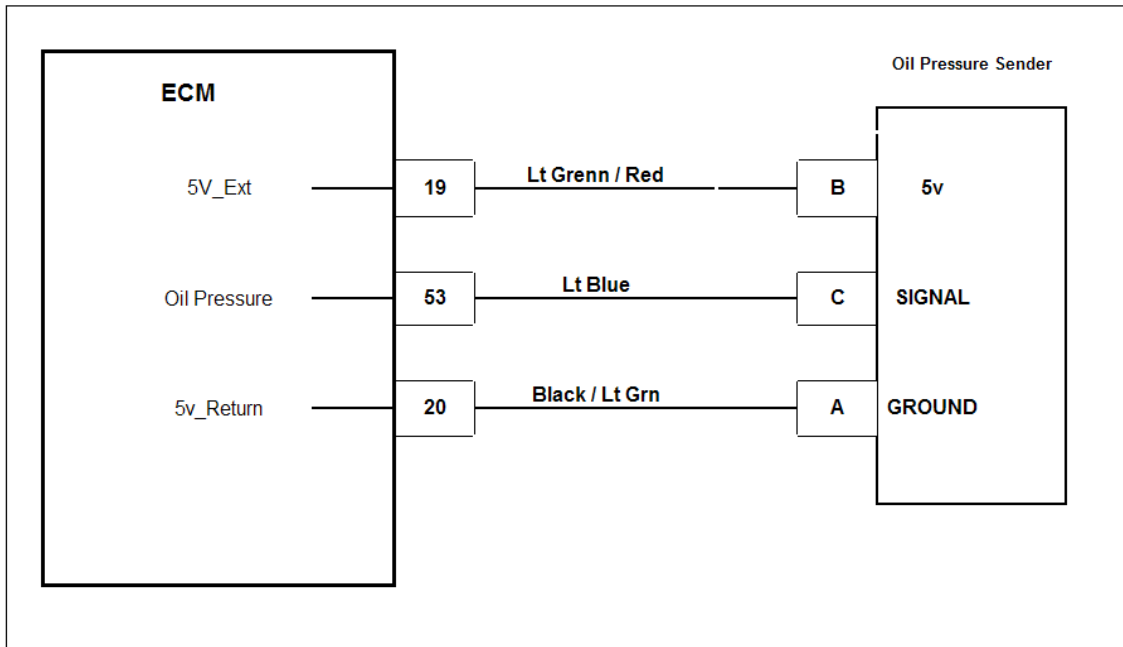 Oil Pressure Sender
ECM
5V_Ext
19
Lt Grenn / Red
B
5v
Oil Pressure
53
Lt Blue
C
SIGNAL
5v_Return
20
Black / Lt Grn
A
GROUND